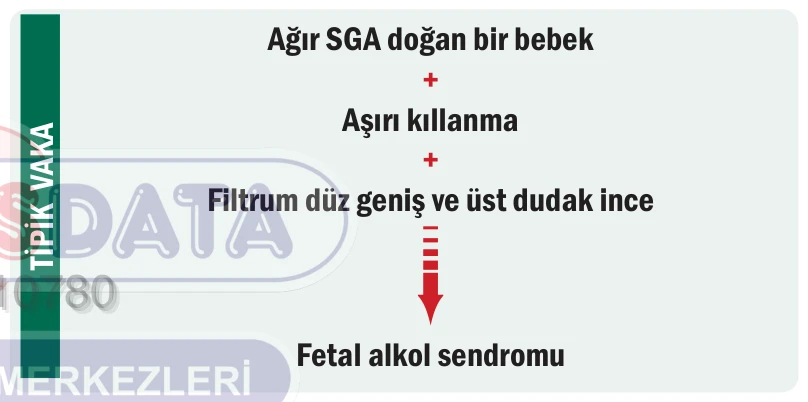 TİPİK VAKA
Ağır SGA doğan bir bebek
+
Aşırı kıllanma
+
Filtrum düz geniş ve üst dudak ince
Fetal alkol sendromu
DATA
10780
MERKEZLERİ